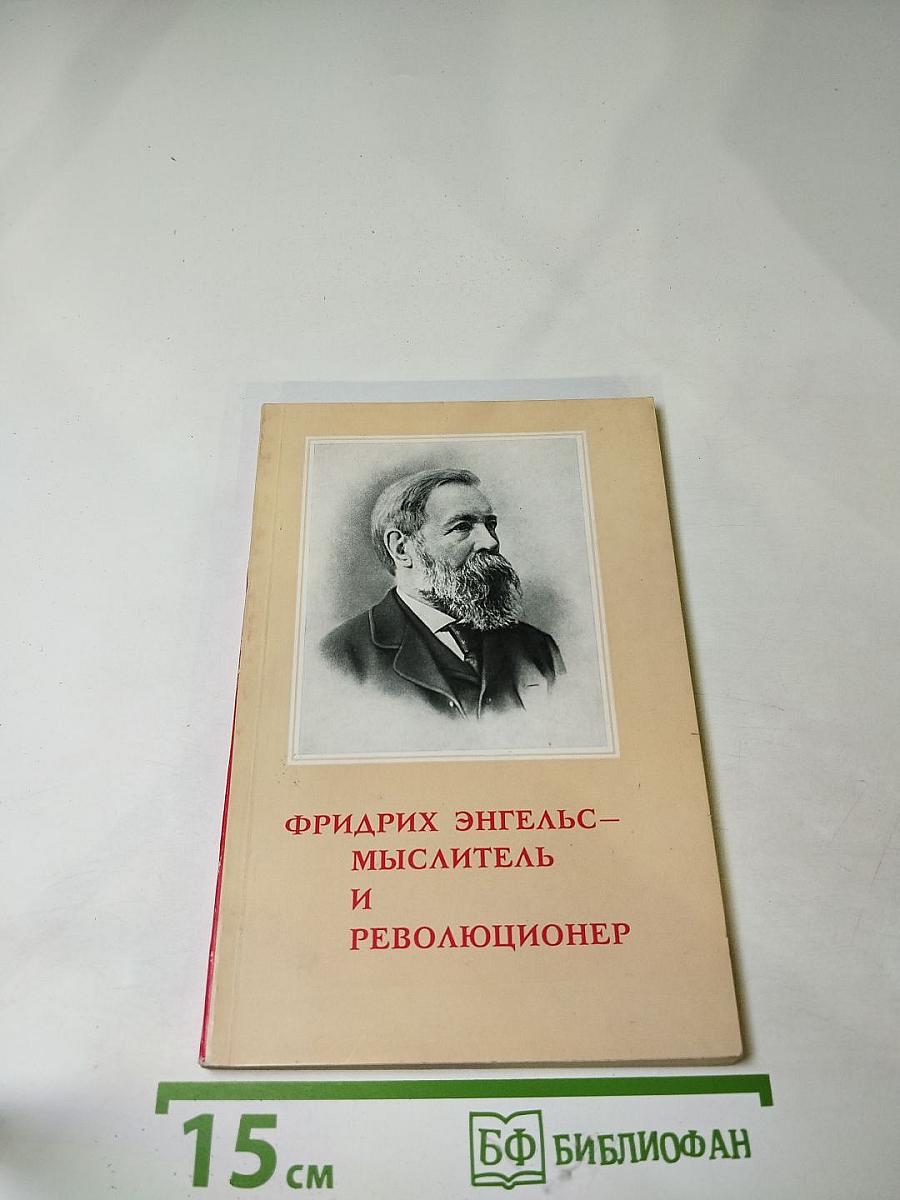 ФРИДРИХ ЭНГЕЛЬС—
МЫСЛИТЕЛЬ
И
РЕВОЛЮЦИОНЕР
15 см
БФ БИБЛИОФАН